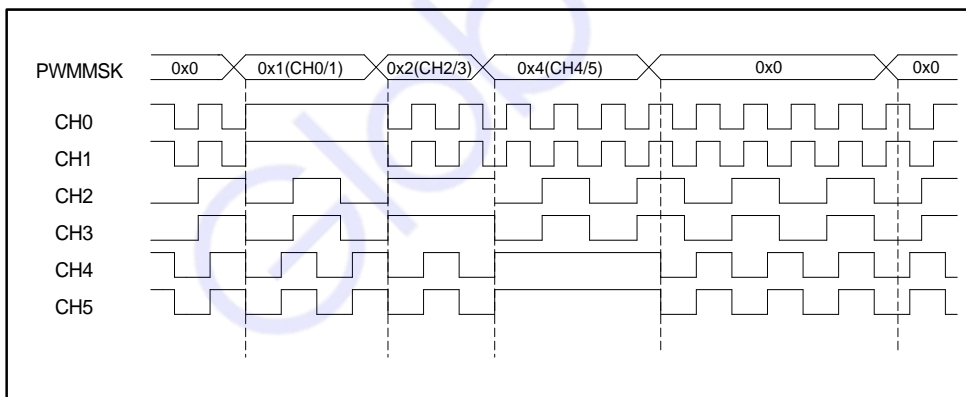 PWMMSK 0x0 0x1(CH0/1) 0x2(CH2/3) 0x4(CH4/5) 0x0 0x0
CH0
CH1
CH2
CH3
CH4
CH5
Glob